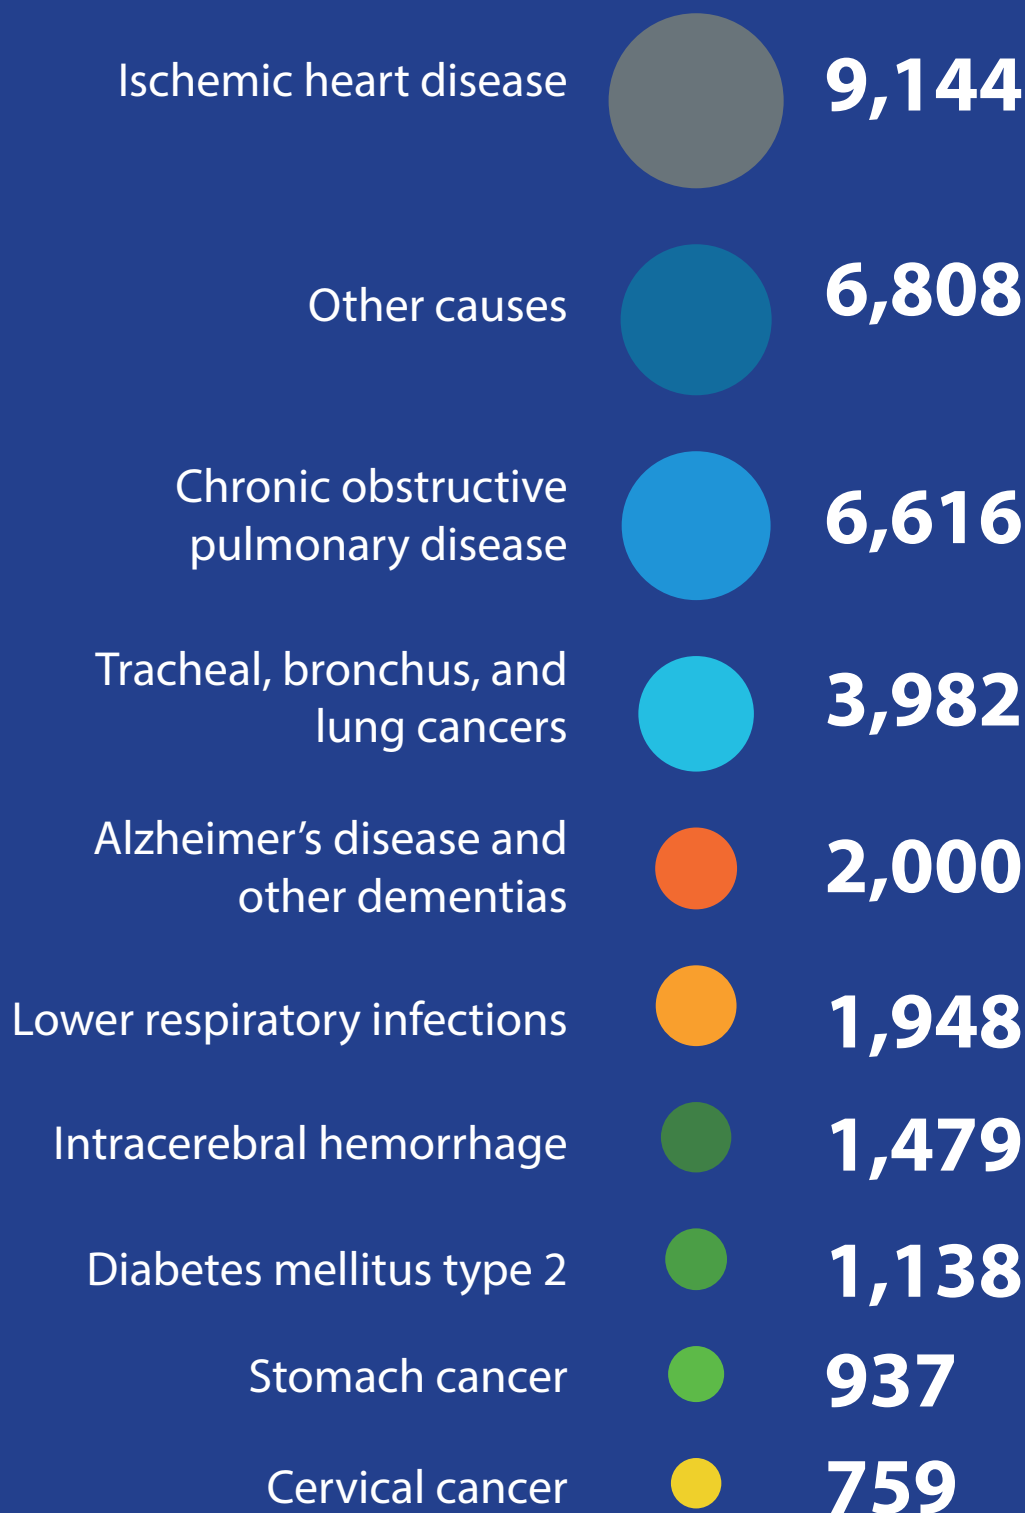 Ischemic heart disease
9,144
Other causes
6,808
Chronic obstructive
pulmonary disease
6,616
Tracheal, bronchus, and
lung cancers
3,982
Alzheimer’s disease and
other dementias
2,000
Lower respiratory infections
1,948
Intracerebral hemorrhage
1,479
Diabetes mellitus type 2
1,138
Stomach cancer
937
Cervical cancer
759